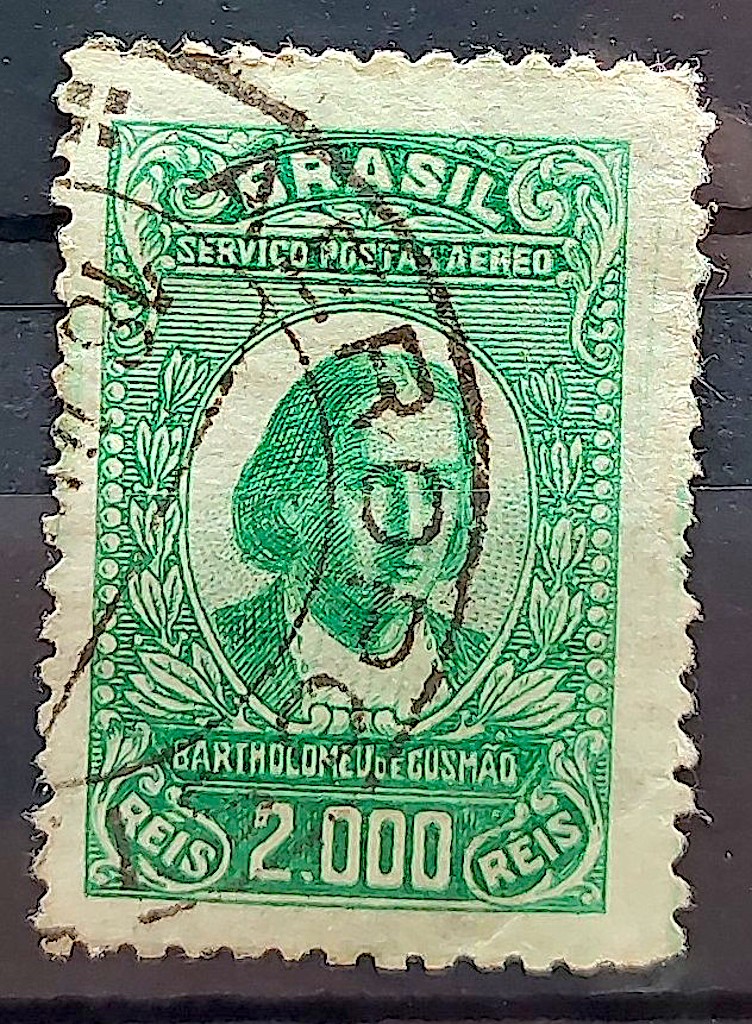 BRASIL
SERVIÇO POSTAL AEREO
BARTHOLOMEU DE GUSMÃO
REIS 2.000 REIS